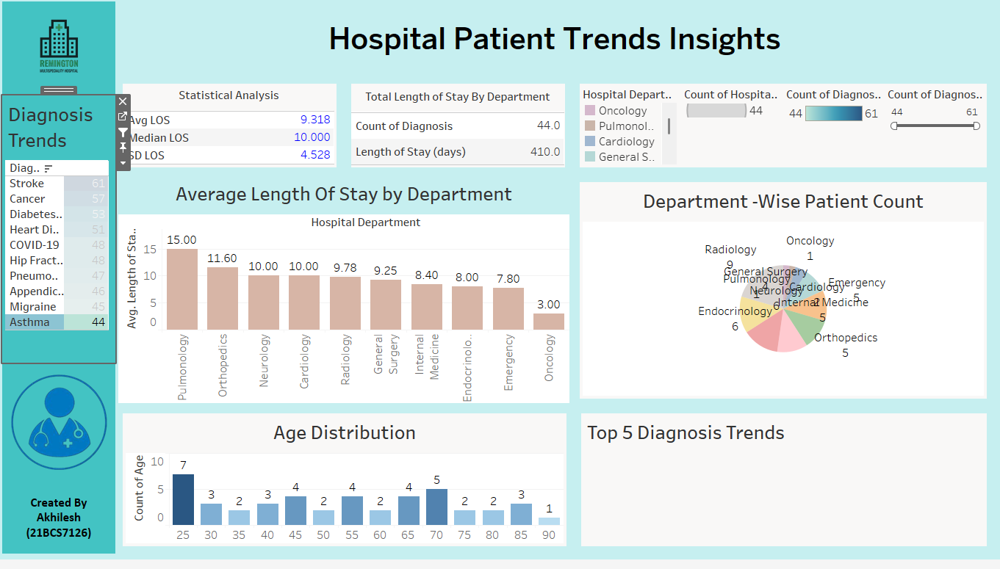 REMINGTON
MULTISPECIALITY HOSPITAL
Hospital Patient Trends Insights
Diagnosis
Trends
Diag..
Stroke 61
Cancer 57
Diabetes.. 53
Heart Di.. 51
COVID-19 48
Hip Fract.. 48
Pneumo.. 47
Appendic.. 46
Migraine 45
Asthma 44
Created By
Akhilesh
(21BCS7126)
Statistical Analysis
Avg LOS 9.318
Median LOS 10.000
SD LOS 4.528
Total Length of Stay By Department
Count of Diagnosis 44.0
Length of Stay (days) 410.0
Hospital Depart..
Oncology
Pulmonol..
Cardiology
General S..
Count of Hospita..
44
Count of Diagnos..
44 61
Count of Diagnos..
44 61
Average Length Of Stay by Department
Hospital Department
Avg. Length of Sta..
15
10
5
0
15.00
11.60
10.00
10.00
9.78
9.25
8.40
8.00
7.80
3.00
Pulmonology
Orthopedics
Neurology
Cardiology
Radiology
General
Surgery
Internal
Medicine
Endocrinolo..
Emergency
Oncology
Department -Wise Patient Count
Oncology
1
Radiology
9
General Surgery
4
Pulmonology
1
Cardiology
2
Emergency
5
Neurology
6
Internal Medicine
5
Endocrinology
6
Orthopedics
5
Age Distribution
Count of Age
10
5
0
7
3
2
3
4
2
4
2
4
5
2
2
3
1
25 30 35 40 45 50 55 60 65 70 75 80 85 90
Top 5 Diagnosis Trends